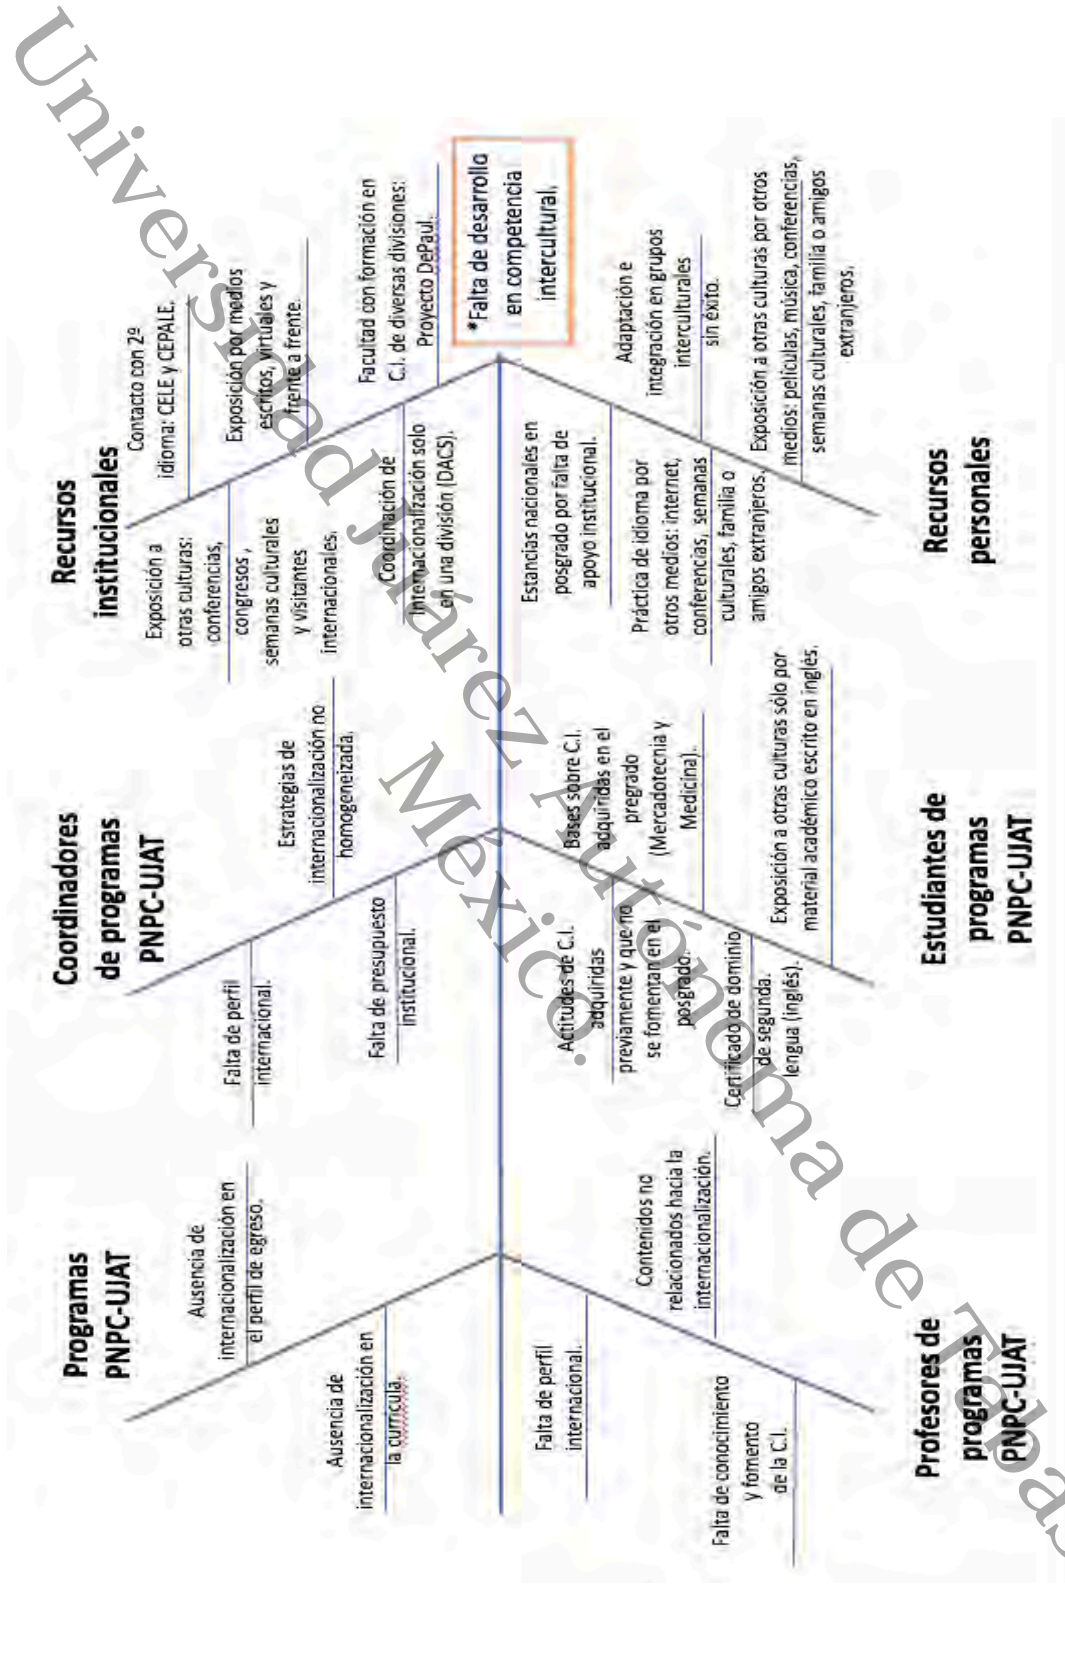 Programas
PNPC-UJAT
Coordinadores
de programas
PNPC-UJAT
Recursos
institucionales
Ausencia de
internacionalización en
el perfil de egreso.
Ausencia de
internacionalización en
la curricula.
Falta de perfil
internacional.
Estrategias de
internacionalización no
homogeneizada.
Falta de presupuesto
institucional.
Exposición a
otras culturas:
conferencias,
congresos ,
semanas culturales
y visitantes
internacionales.
Contacto con 2º
idioma: CELE y CEPALE.
Exposición por medios
escritos, virtuales y
frente a frente.
Coordinación de
Internacionalización solo
en una división (DACS).
Facultad con formación en
C.I. de diversas divisiones:
Proyecto DePaul.
*Falta de desarrollo
en competencia
intercultural.
Falta de perfil
internacional.
Contenidos no
relacionados hacia la
internacionalización.
Falta de conocimiento
y fomento
de la C.I.
Actitudes de C.I.
adquiridas
previamente y que no
se fomentan en el
posgrado.
Bases sobre C.I.
adquiridas en el
pregrado
(Mercadotecnia y
Medicina).
Certificado de dominio
de segunda
lengua (inglés).
Exposición a otras culturas sólo por
material académico escrito en inglés.
Estancias nacionales en
posgrado por falta de
apoyo institucional.
Adaptación e
integración en grupos
interculturales
sin éxito.
Práctica de idioma por
otros medios: internet,
conferencias, semanas
culturales, familia o
amigos extranjeros.
Exposición a otras culturas por otros
medios: películas, música, conferencias,
semanas culturales, familia o amigos
extranjeros.
Profesores de
programas
PNPC-UJAT
Estudiantes de
programas
PNPC-UJAT
Recursos
personales
Universidad Juárez Autónoma de Tabas
México.